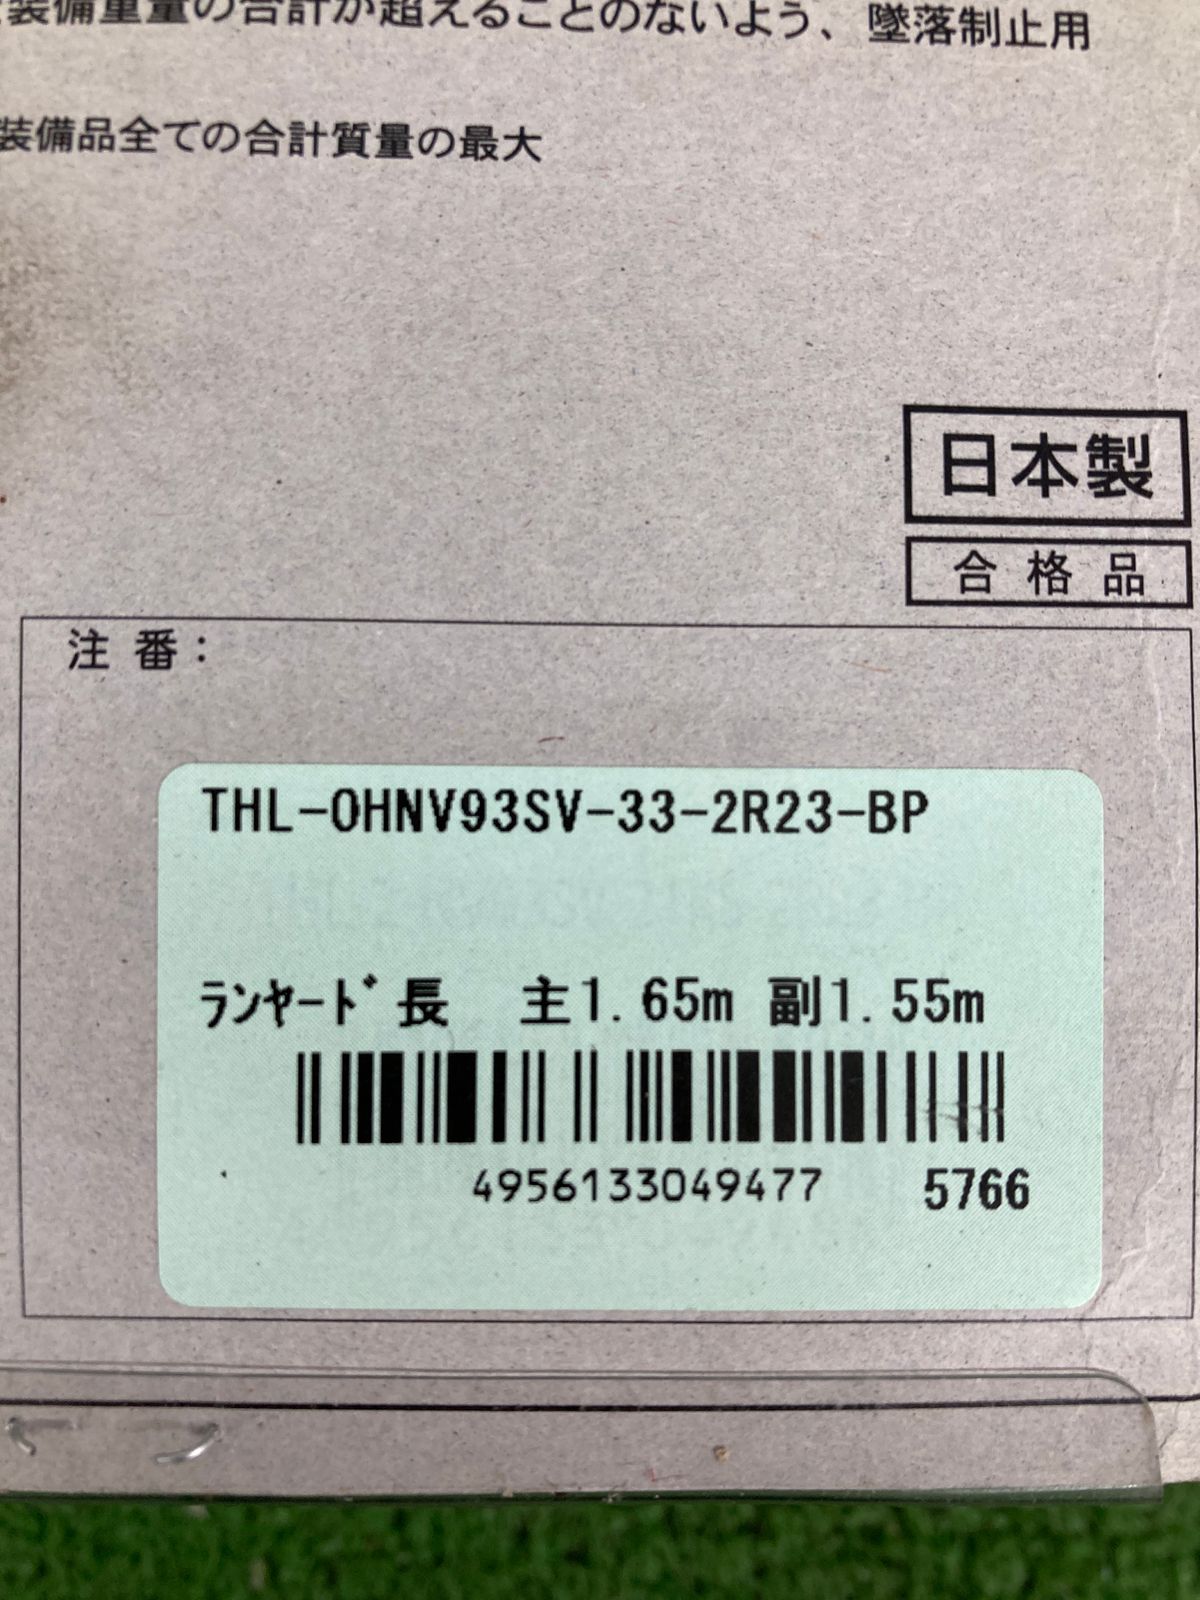 装備重量の合計が超えることのないよう、墜落制止用
装備品全ての合計質量の最大
日本製
合格品
注番：
THL-OHNV93SV-33-2R23-BP
ﾗﾝﾔｰﾄﾞ長　主1.65m 副1.55m
4956133049477 5766